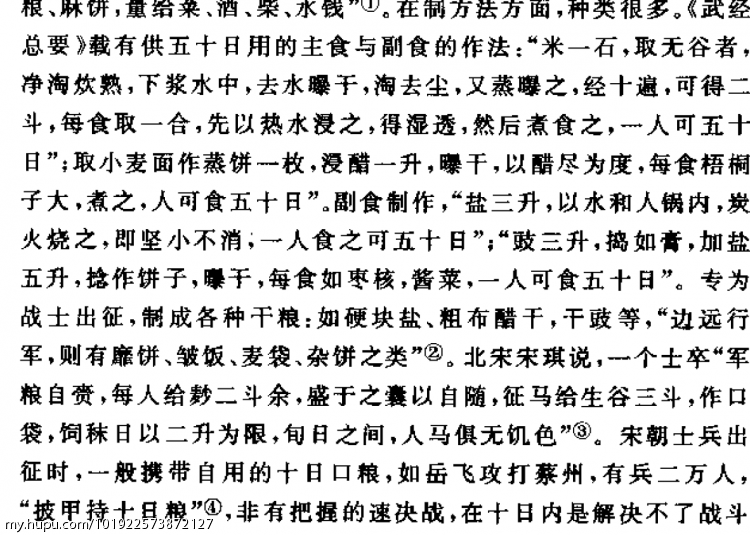 粮、麻饼,量给粟、酒、柴、水钱”①。在制方法方面,种类很多。《武经
总要》载有供五十日用的主食与副食的作法:“米一石,取无谷者,
净淘炊熟,下浆水中,去水曝干,淘去尘,又蒸曝之,经十遍,可得二
斗,每食取一合,先以热水浸之,得湿透,然后煮食之,一人可五十
日”;取小麦面作蒸饼一枚,浸醋一升,曝干,以醋尽为度,每食梧桐
子大,煮之,人可食五十日”。副食制作,“盐三升,以水和入锅内,炭
火烧之,即坚小不消,一人食之可五十日”;“豉三升,捣如膏,加盐
五升,捻作饼子,曝干,每食如枣核,酱菜,一人可食五十日”。专为
战士出征,制成各种干粮:如硬块盐、粗布醋干,干豉等,“边远行
军,则有糜饼、皱饭、麦袋、杂饼之类”②。北宋宋琪说,一个士卒“军
粮自赍,每人给麨二斗余,盛于之囊以自随,征马给生谷三斗,作口
袋,饲秣日以二升为限,旬日之间,人马俱无饥色”③。宋朝士兵出
征时,一般携带自用的十日口粮,如岳飞攻打蔡州,有兵二万人,
“披甲持十日粮”④,非有把握的速决战,在十日内是解决不了战斗
my.hupu.com/101922573872127